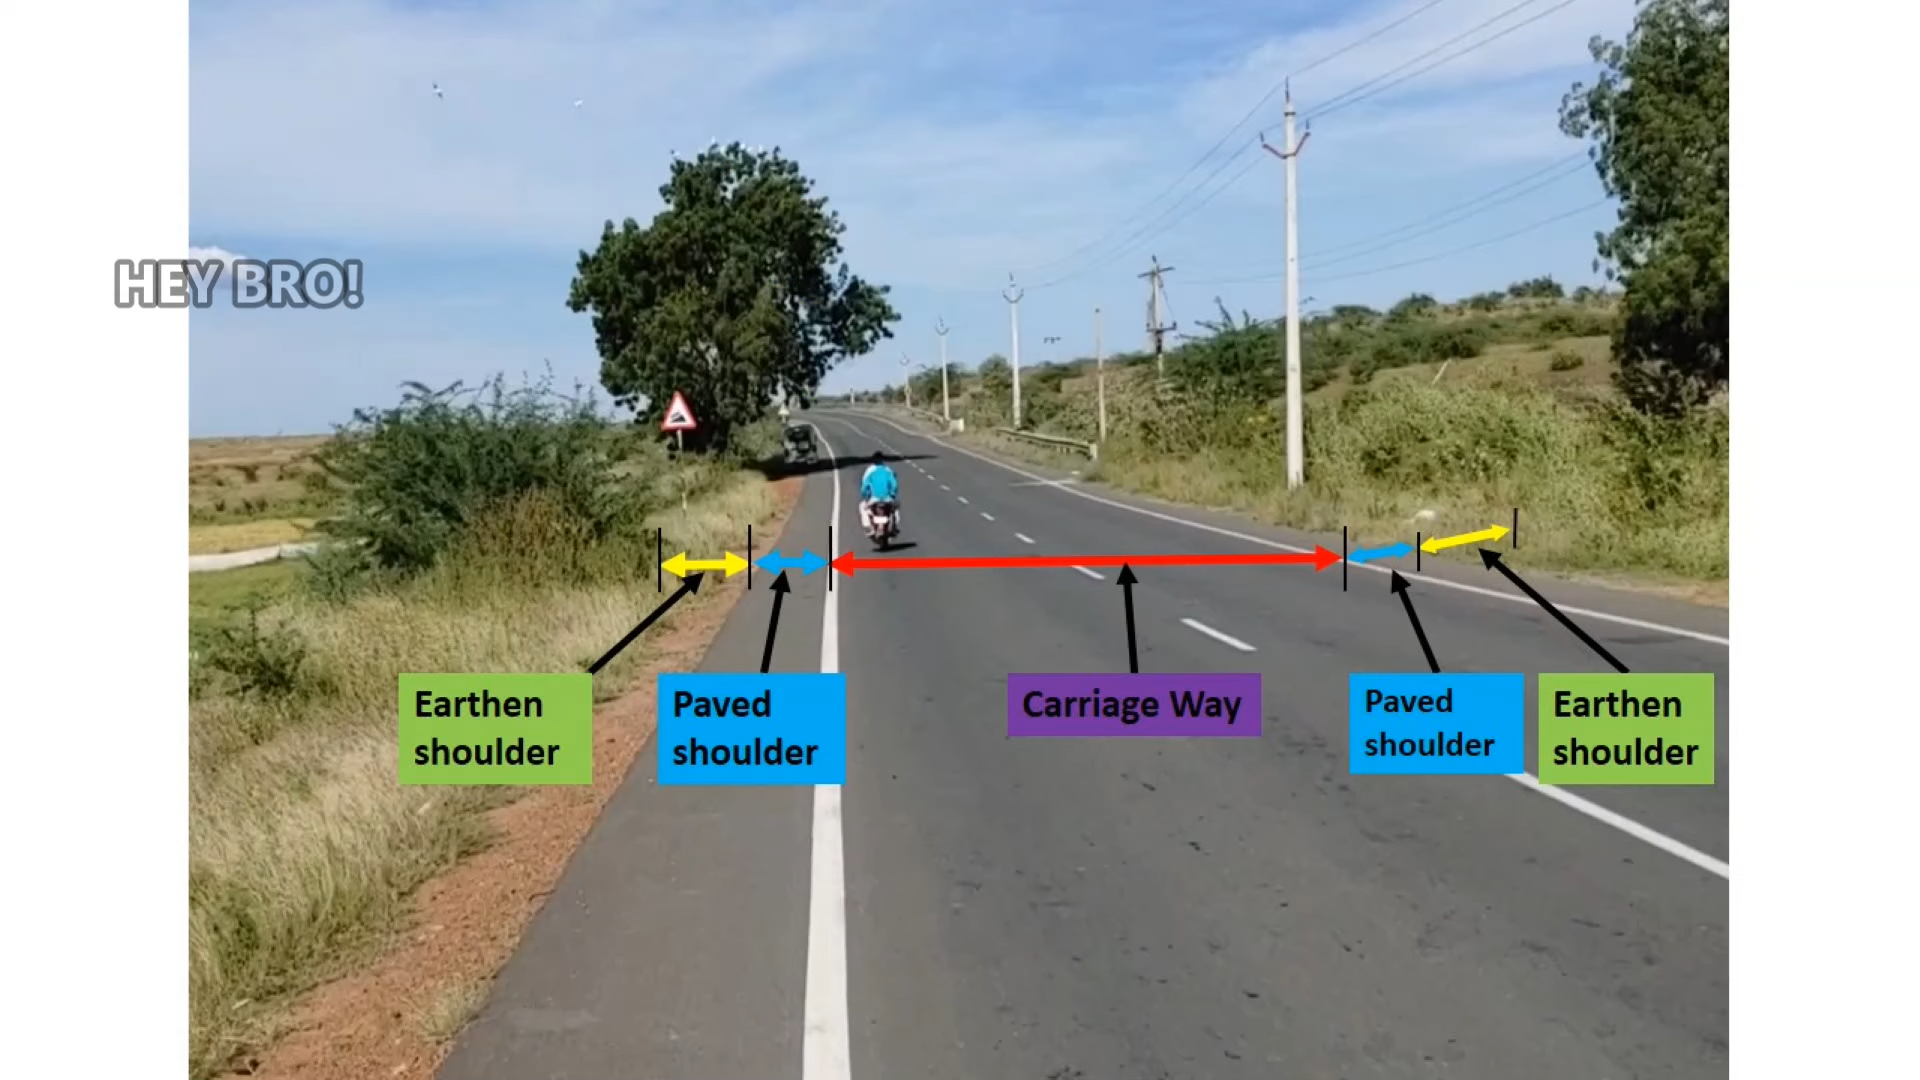 HEY BRO!
Earthen
shoulder
Paved
shoulder
Carriage Way
Paved
shoulder
Earthen
shoulder